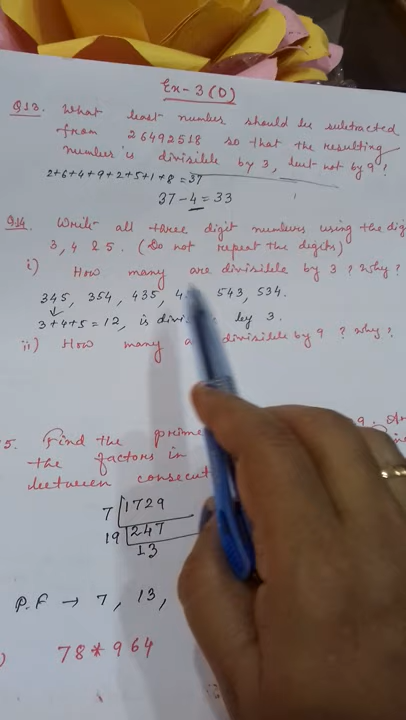 Ex-3(D)
Q13. What least number should be subtracted
from 26492518 so that the resulting
number is divisible by 3, but not by 9?
2+6+4+9+2+5+1+8=37
37-4=33
Q14. Write all three digit numbers using the
3, 4 & 5. (Do not repeat the digits)
i) How many are divisible by 3? Why?
345, 354, 435, 543, 534.
3+4+5=12, is by 3.
ii) How many divisible by 9? Why?
5. Find the prime
the factors in
between
7 1729
19 247
13
P.F → 7, 13,
) 78*964